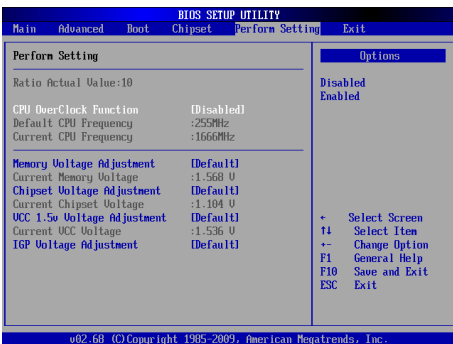 BIOS SETUP UTILITY
Main Advanced Boot Chipset Perform Setting Exit
Perform Setting
Ratio Actual Value:10
CPU OverClock Function [Disabled]
Default CPU Frequency :255MHz
Current CPU Frequency :1666MHz
Memory Voltage Adjustment [Default]
Current Memory Voltage :1.568 V
Chipset Voltage Adjustment [Default]
Current Chipset Voltage :1.104 V
VCC 1.5v Voltage Adjustment [Default]
Current VCC Voltage :1.536 V
IGP Voltage Adjustment [Default]
Options
Disabled
Enabled
← Select Screen
↑↓ Select Item
+- Change Option
F1 General Help
F10 Save and Exit
ESC Exit
v02.68 (C)Copyright 1985-2009, American Megatrends, Inc.